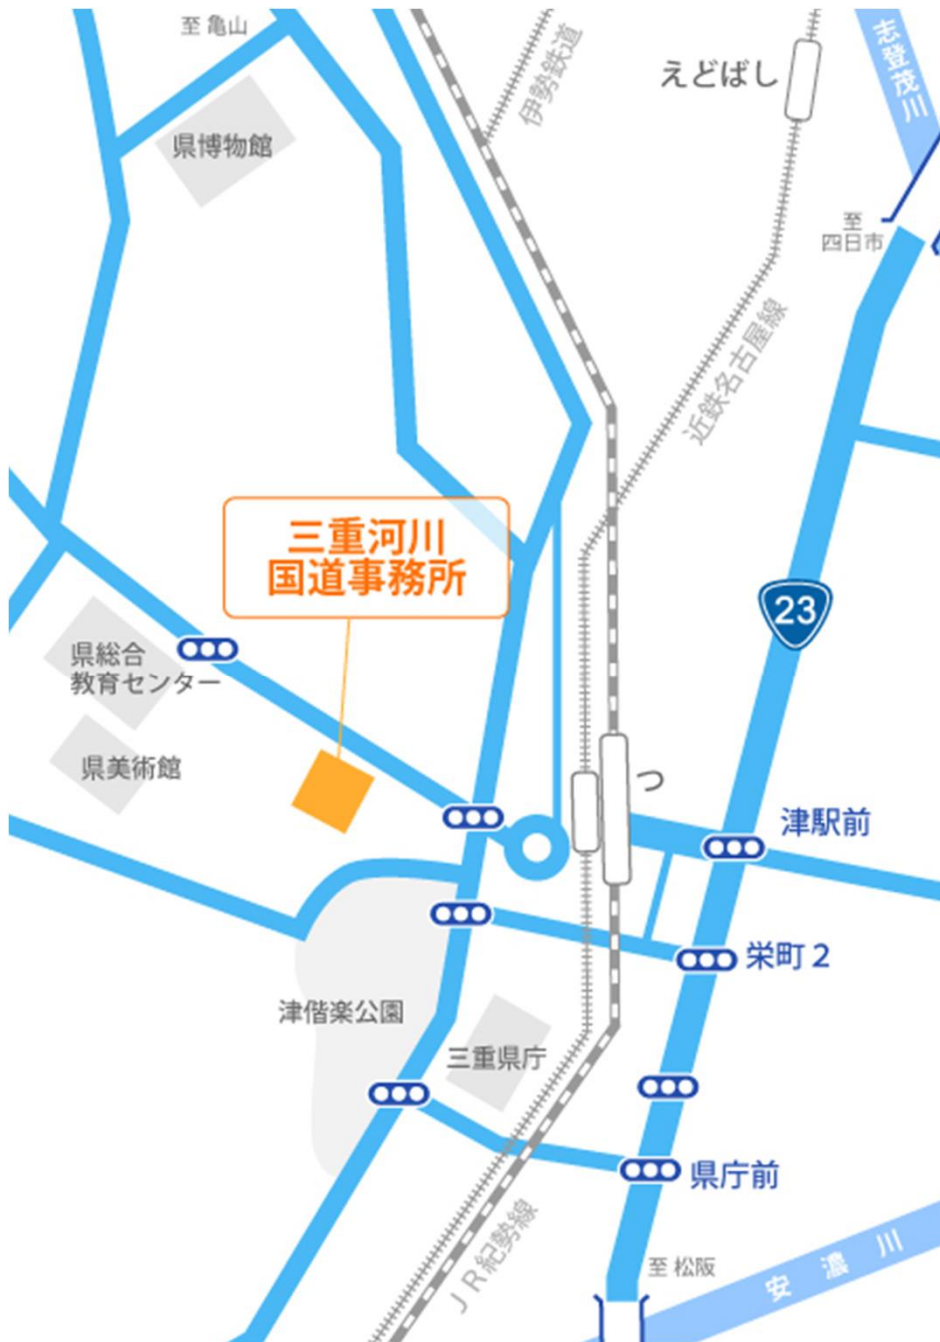 至 亀山
伊勢鉄道
えどばし
志登茂川
県博物館
至
四日市
近鉄名古屋線
三重河川
国道事務所
23
県総合
教育センター
県美術館
つ
津駅前
栄町２
津偕楽公園
三重県庁
県庁前
ＪＲ紀勢線
至 松阪
安濃川